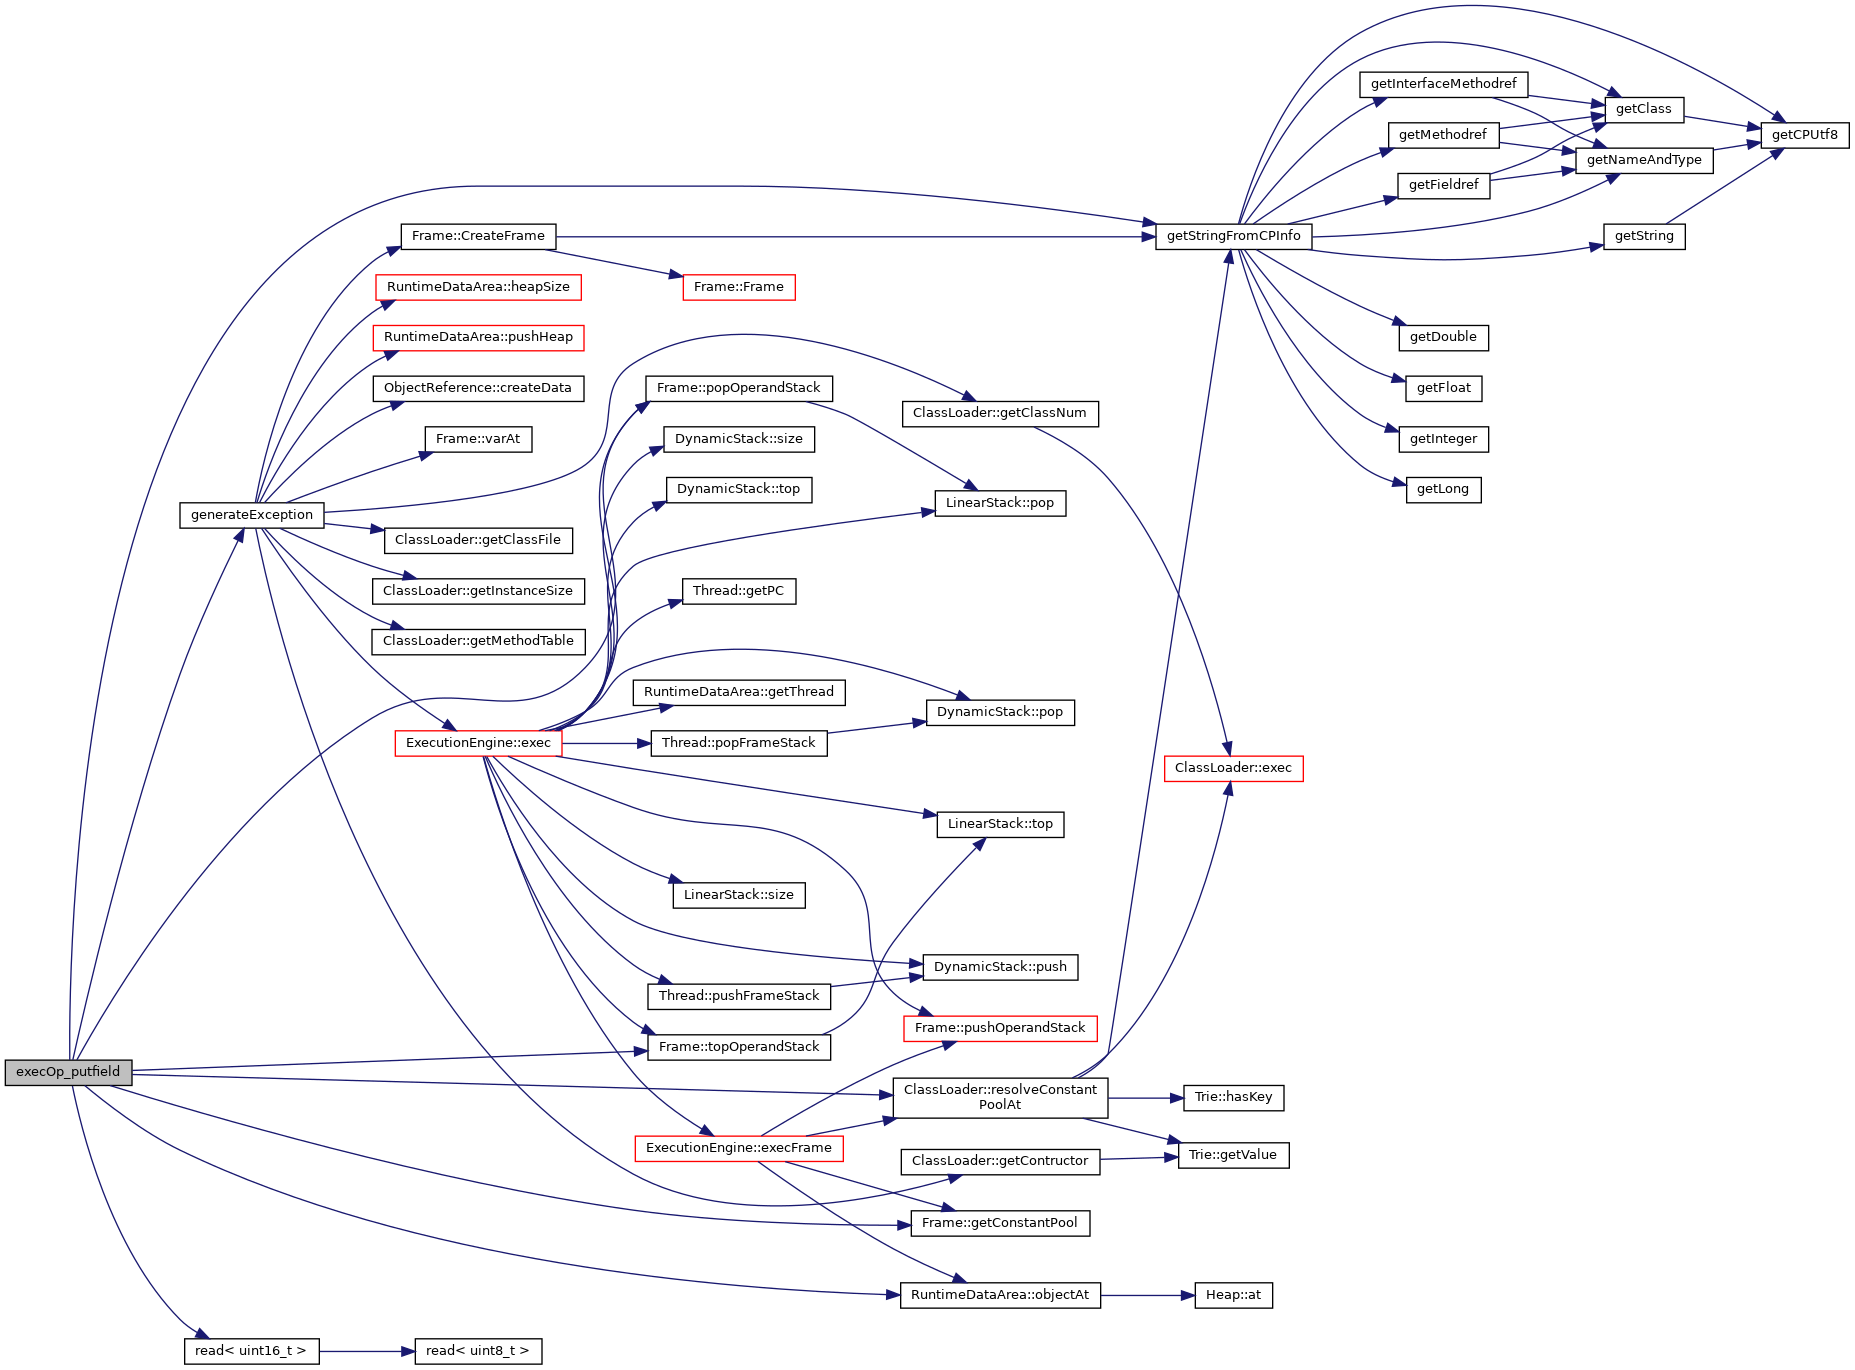 getInterfaceMethodref
getClass
getMethodref
getCPUtf8
getNameAndType
getFieldref
Frame::CreateFrame
getStringFromCPInfo
getString
RuntimeDataArea::heapSize
Frame::Frame
RuntimeDataArea::pushHeap
getDouble
ObjectReference::createData
Frame::popOperandStack
getFloat
ClassLoader::getClassNum
Frame::varAt
DynamicStack::size
getInteger
DynamicStack::top
getLong
LinearStack::pop
generateException
ClassLoader::getClassFile
ClassLoader::getInstanceSize
Thread::getPC
ClassLoader::getMethodTable
RuntimeDataArea::getThread
DynamicStack::pop
ExecutionEngine::exec
Thread::popFrameStack
ClassLoader::exec
LinearStack::top
LinearStack::size
DynamicStack::push
Thread::pushFrameStack
Frame::pushOperandStack
Frame::topOperandStack
execOp_putfield
ClassLoader::resolveConstant
PoolAt
Trie::hasKey
ExecutionEngine::execFrame
Trie::getValue
ClassLoader::getContructor
Frame::getConstantPool
RuntimeDataArea::objectAt
Heap::at
read< uint16_t >
read< uint8_t >